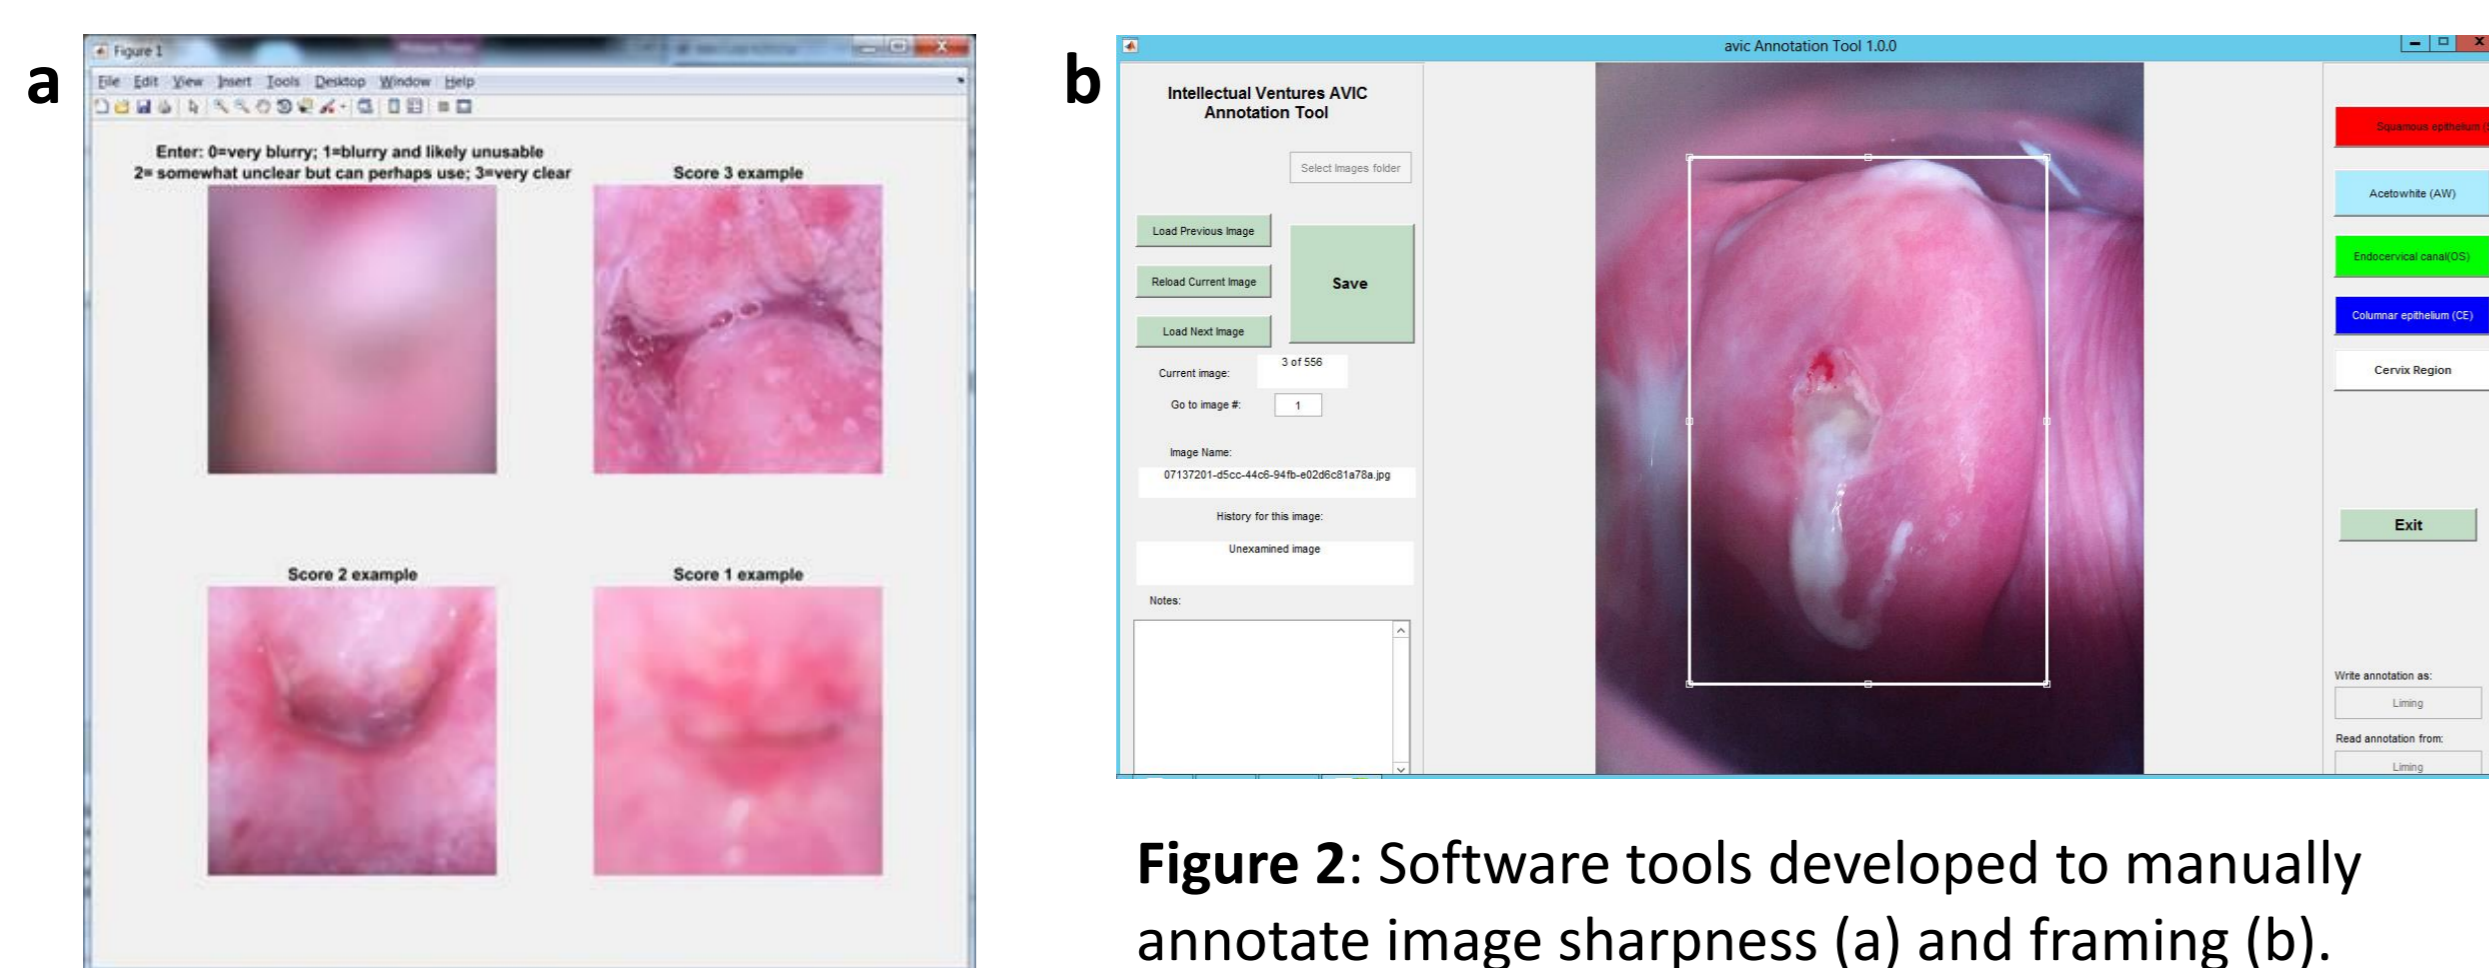 a
Figure 1
File Edit View Insert Tools Desktop Window Help
Enter: 0=very blurry; 1=blurry and likely unusable
2= somewhat unclear but can perhaps use; 3=very clear
Score 3 example
Score 2 example
Score 1 example
b
avic Annotation Tool 1.0.0
Intellectual Ventures AVIC
Annotation Tool
Select Images folder
Load Previous Image
Reload Current Image
Load Next Image
Save
Current image:
3 of 556
Go to image #:
1
Image Name:
07137201-d5cc-44c6-94fb-e02d6c81a78a.jpg
History for this image:
Unexamined image
Notes:
Squamous epithelium
Acetowhite (AW)
Endocervical canal(OS)
Columnar epithelium (CE)
Cervix Region
Exit
Write annotation as:
Liming
Read annotation from:
Liming
Figure 2: Software tools developed to manually
annotate image sharpness (a) and framing (b).